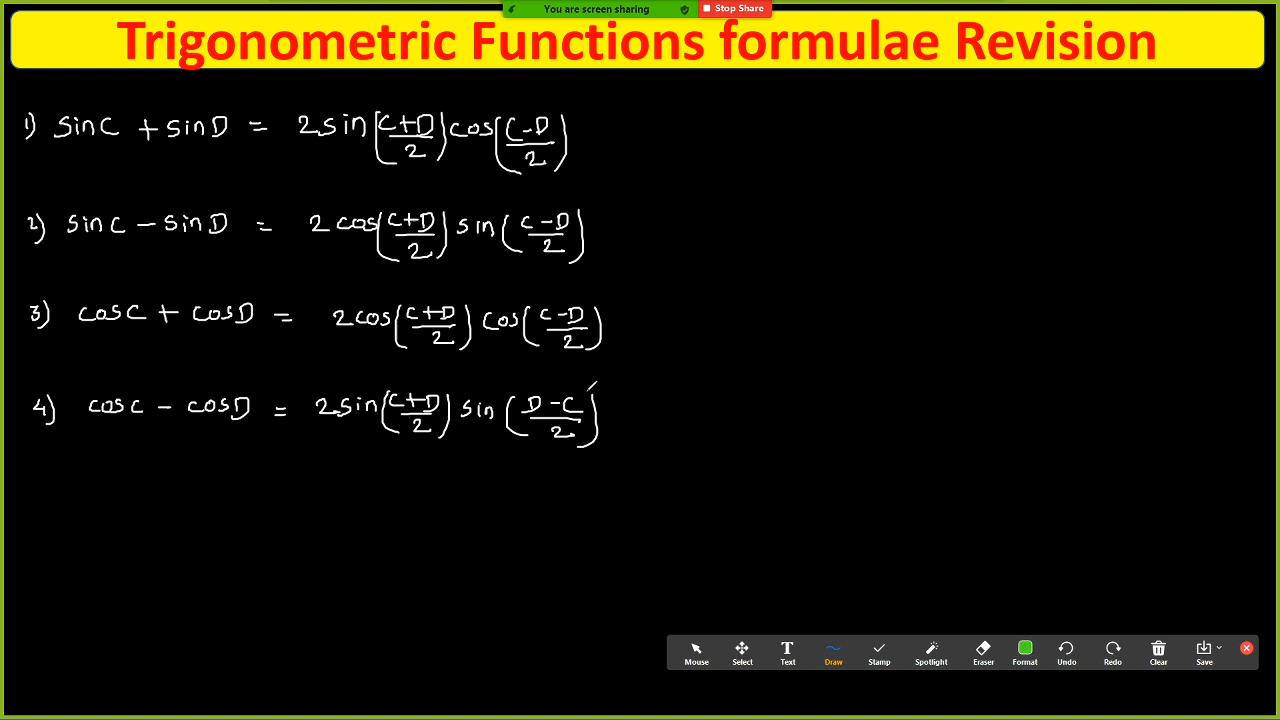 You are screen sharing Stop Share
Trigonometric Functions formulae Revision
1) sinC + sinD = 2sin(C+D/2)cos(C-D/2)
2) sinC - sinD = 2cos(C+D/2)sin(C-D/2)
3) cosC + cosD = 2cos(C+D/2)cos(C-D/2)
4) cosC - cosD = 2sin(C+D/2)sin(D-C/2)
Mouse Select Text Draw Stamp Spotlight Eraser Format Undo Redo Clear Save